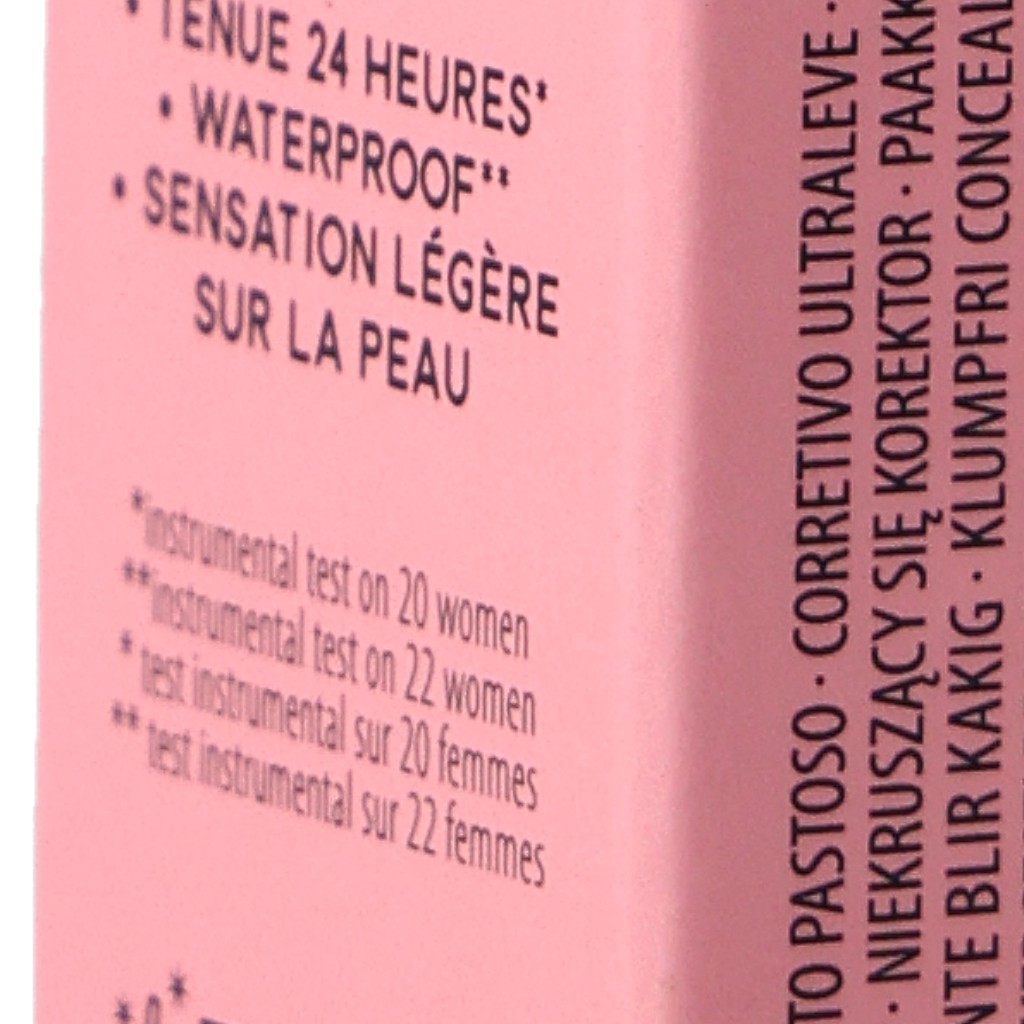 • TENUE 24 HEURES*
• WATERPROOF**
• SENSATION LÉGÈRE
SUR LA PEAU
*instrumental test on 20 women
**instrumental test on 22 women
* test instrumental sur 20 femmes
** test instrumental sur 22 femmes
TO PASTOSO · CORRETIVO ULTRALEVE ·
· NIEKRUSZĄCY SIĘ KOREKTOR · PAAKK
NTE BLIR KAKIG · KLUMPFRI CONCEAL